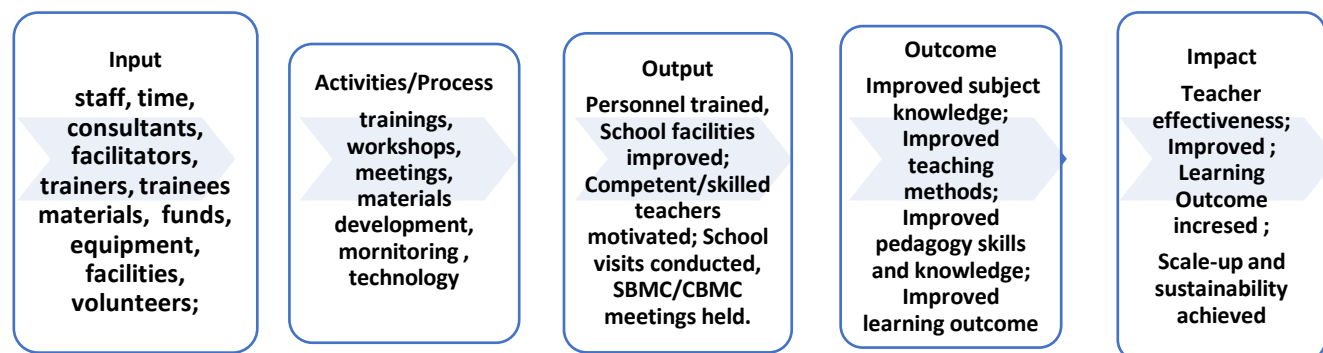 Input
staff, time,
consultants,
facilitators,
trainers, trainees
materials, funds,
equipment,
facilities,
volunteers;
Activities/Process
trainings,
workshops,
meetings,
materials
development,
mornitoring ,
technology
Output
Personnel trained,
School facilities
improved;
Competent/skilled
teachers
motivated; School
visits conducted,
SBMC/CBMC
meetings held.
Outcome
Improved subject
knowledge;
Improved
teaching
methods;
Improved
pedagogy skills
and knowledge;
Improved
learning outcome
Impact
Teacher
effectiveness;
Improved ;
Learning
Outcome
incresed ;
Scale-up and
sustainability
achieved